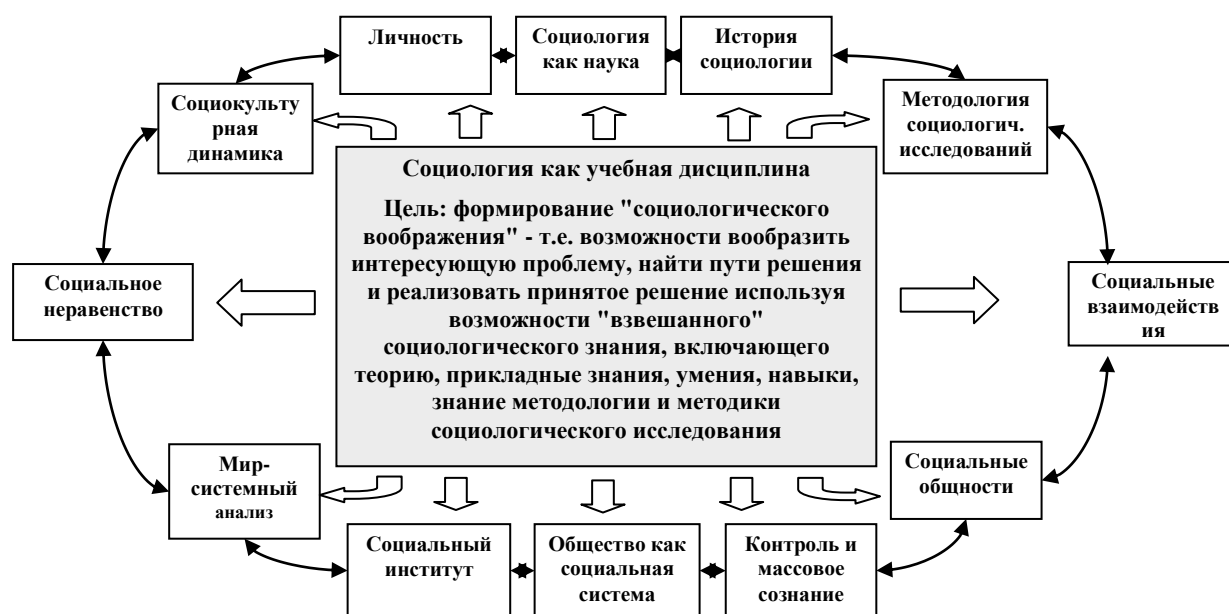 Личность
Социология
как наука
История
социологии
Социокульту
рная
динамика
Методология
социологич.
исследований
Социология как учебная дисциплина
Цель: формирование "социологического
воображения" - т.е. возможности вообразить
интересующую проблему, найти пути решения
и реализовать принятое решение используя
возможности "взвешанного"
социологического знания, включающего
теорию, прикладные знания, умения, навыки,
знание методологии и методики
социологического исследования
Социальное
неравенство
Социальные
взаимодейств
ия
Мир-
системный
анализ
Социальные
общности
Социальный
институт
Общество как
социальная
система
Контроль и
массовое
сознание